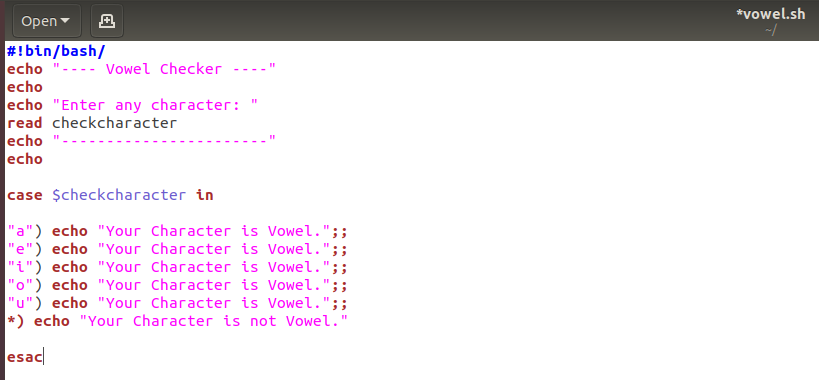 Open
*vowel.sh
~/
#!bin/bash/
echo "---- Vowel Checker ----"
echo
echo "Enter any character: "
read checkcharacter
echo "-----------------------"
echo
case $checkcharacter in
"a") echo "Your Character is Vowel.";;
"e") echo "Your Character is Vowel.";;
"i") echo "Your Character is Vowel.";;
"o") echo "Your Character is Vowel.";;
"u") echo "Your Character is Vowel.";;
*) echo "Your Character is not Vowel."
esac